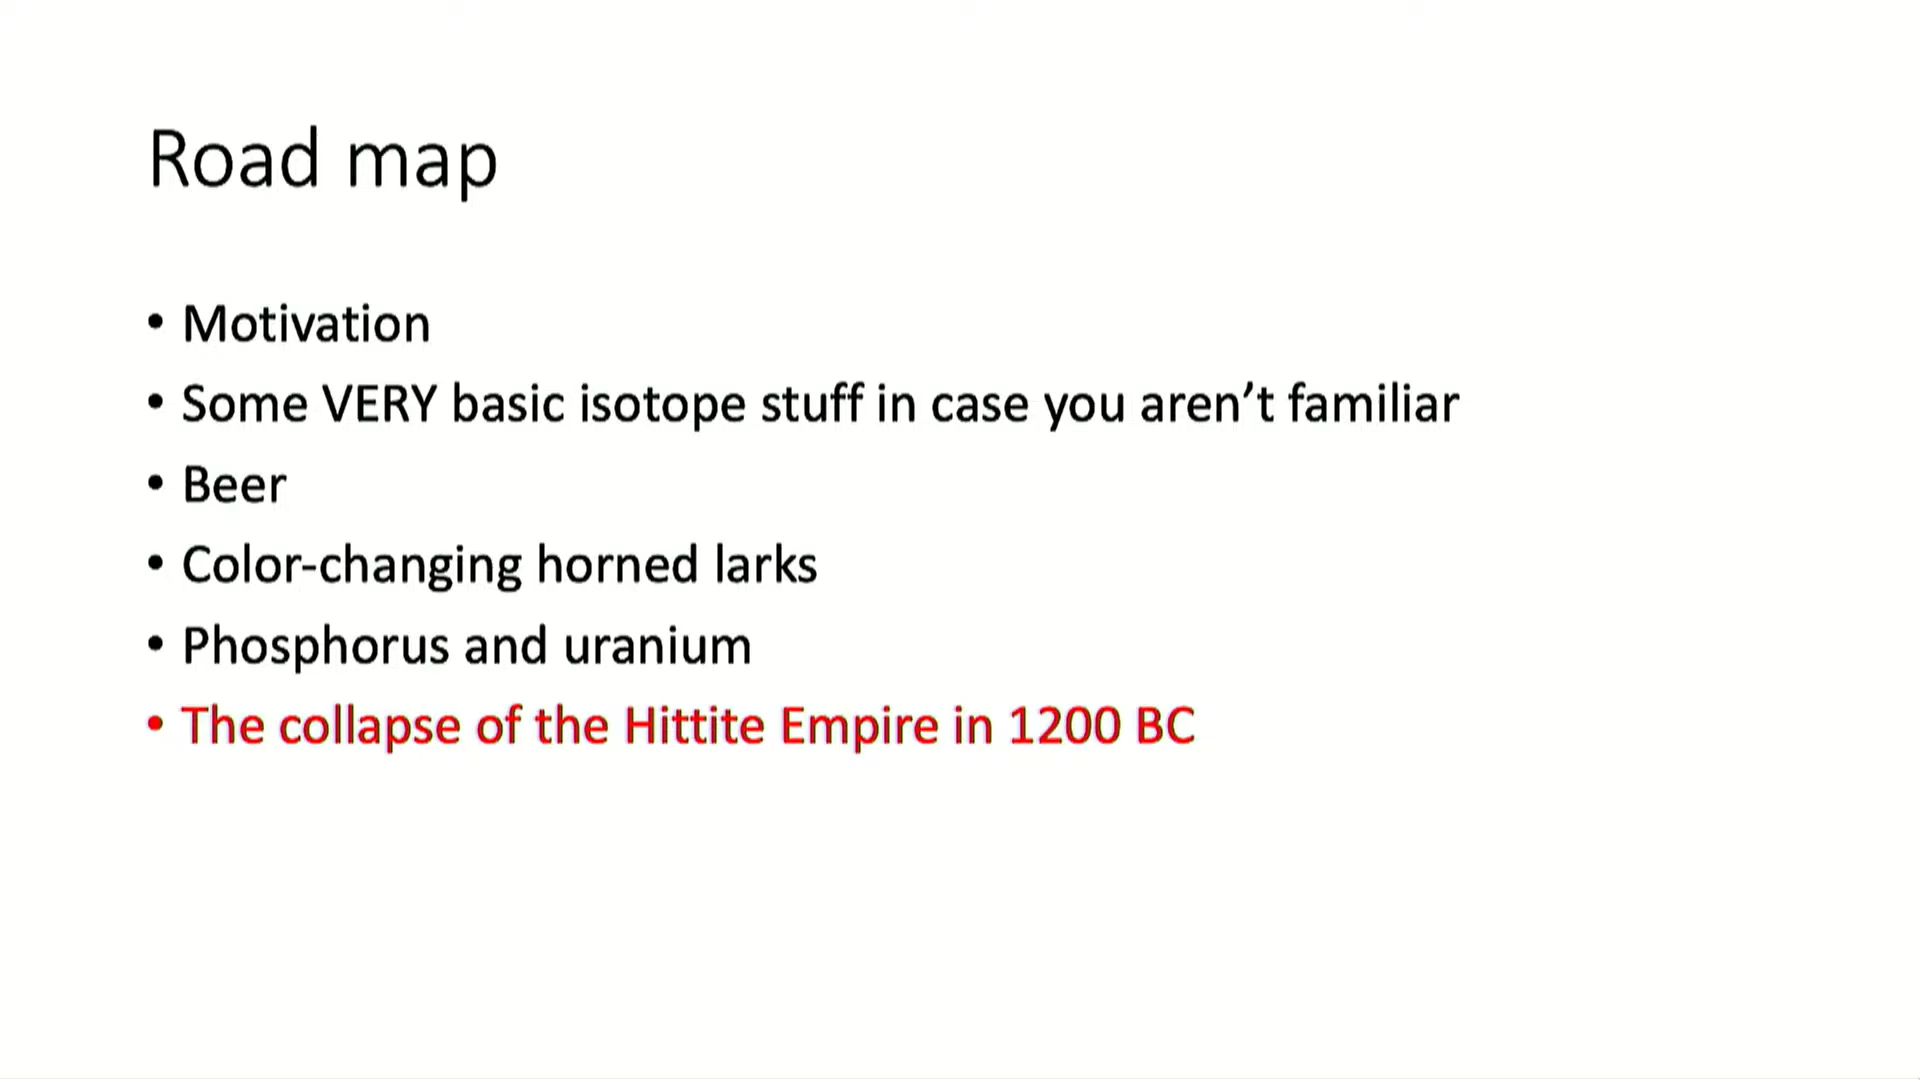 Road map
• Motivation
• Some VERY basic isotope stuff in case you aren’t familiar
• Beer
• Color-changing horned larks
• Phosphorus and uranium
• The collapse of the Hittite Empire in 1200 BC